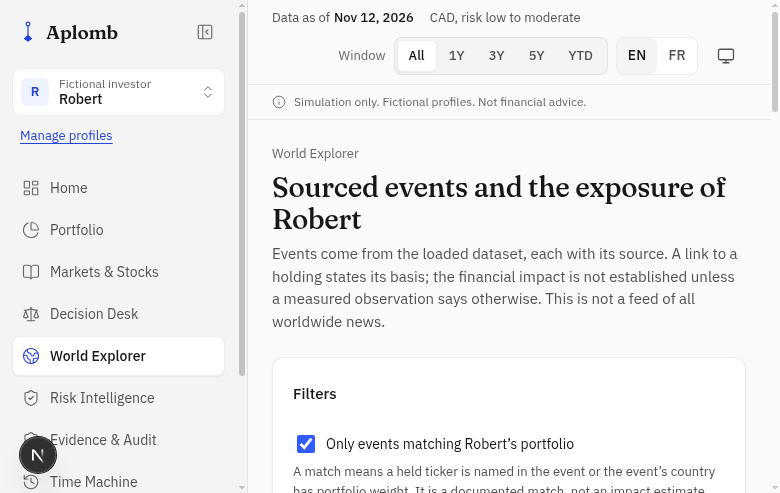 Aplomb
R
Fictional investor
Robert
Manage profiles
Home
Portfolio
Markets & Stocks
Decision Desk
World Explorer
Risk Intelligence
Evidence & Audit
Time Machine
N
Data as of Nov 12, 2026 CAD, risk low to moderate
Window All 1Y 3Y 5Y YTD EN FR
Simulation only. Fictional profiles. Not financial advice.
World Explorer
Sourced events and the exposure of
Robert
Events come from the loaded dataset, each with its source. A link to a
holding states its basis; the financial impact is not established unless
a measured observation says otherwise. This is not a feed of all
worldwide news.
Filters
Only events matching Robert’s portfolio
A match means a held ticker is named in the event or the event’s country
has portfolio weight. It is a documented match, not an impact estimate